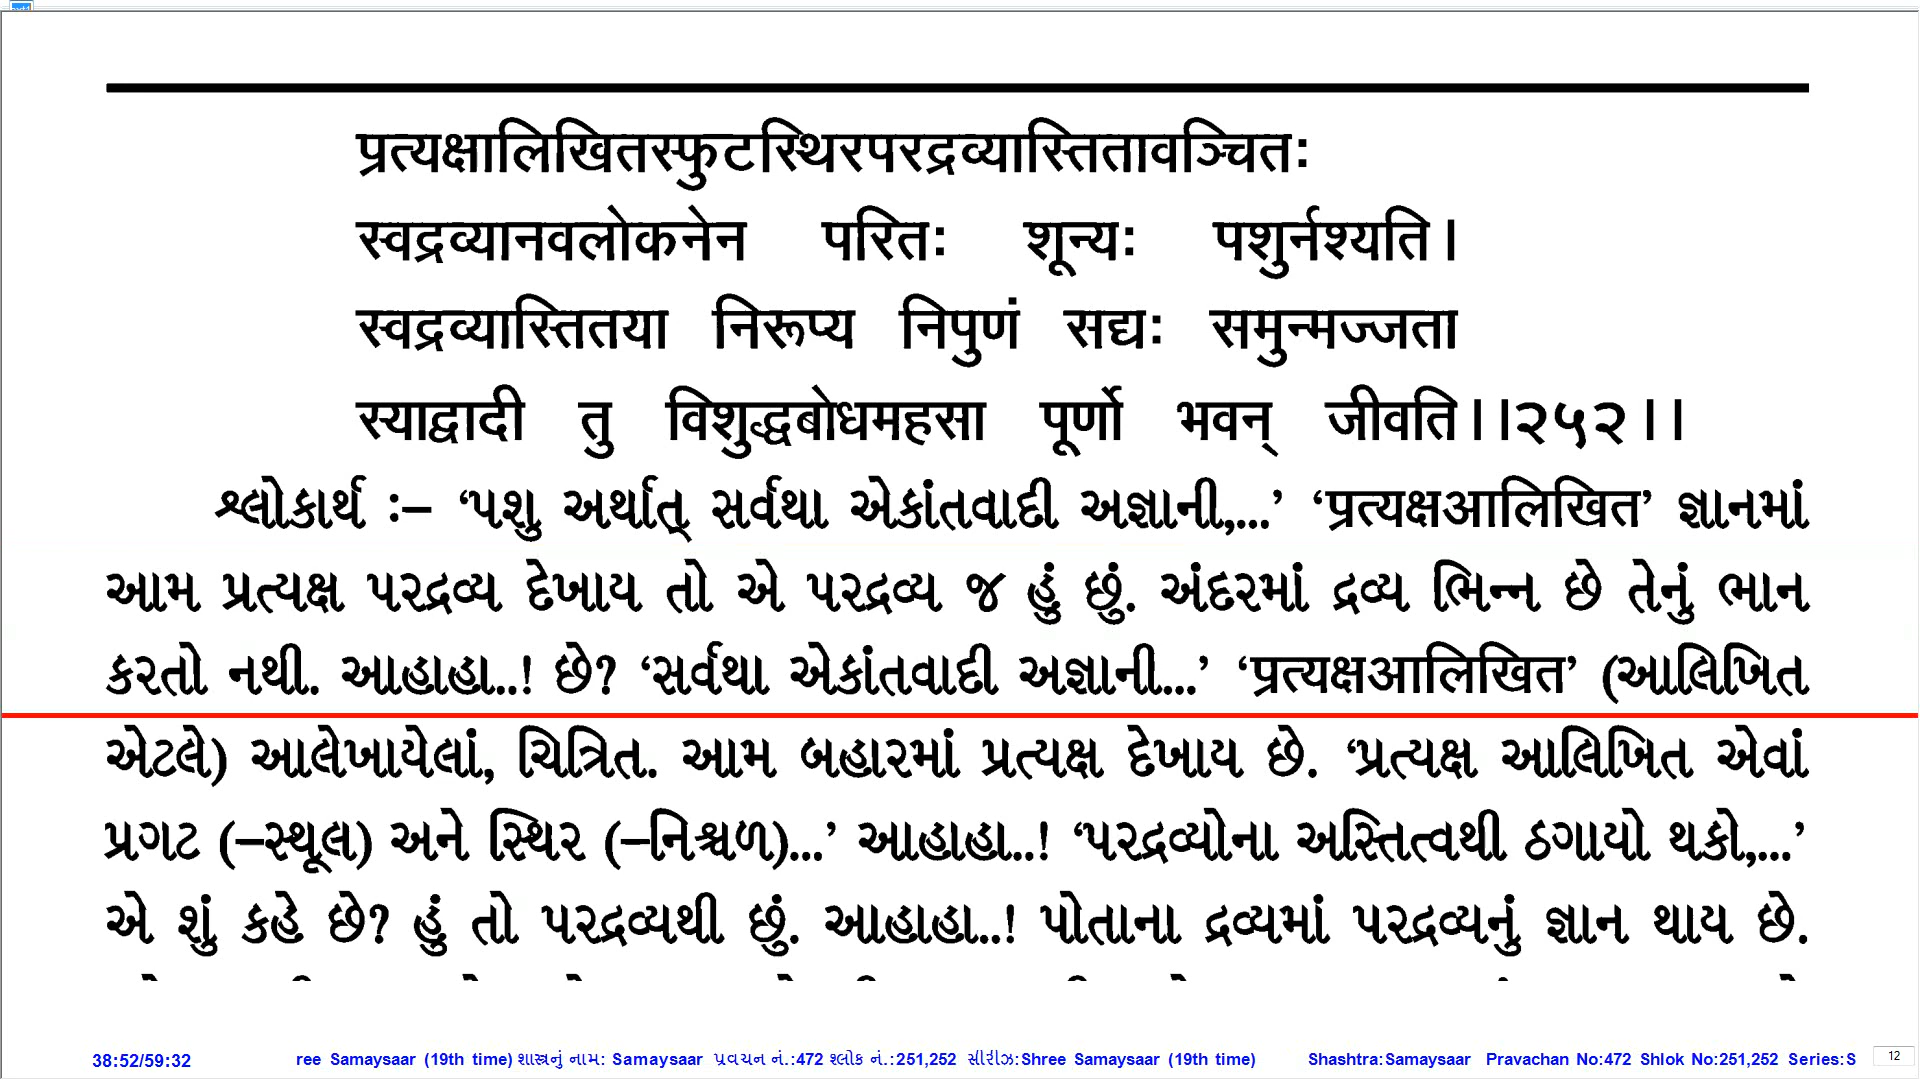 प्रत्यक्षालिखितस्फुटस्थिरपरद्रव्यास्तितावञ्चितः
स्वद्रव्यानवलोकनेन परितः शून्यः पशुर्नश्यति।
स्वद्रव्यास्तितया निरूप्य निपुणं सद्यः समुन्मज्जता
स्याद्वादी तु विशुद्धबोधमहसा पूर्णो भवन् जीवति।।२५२।।
શ્લોકાર્થ :– ‘પશુ અર્થાત્ સર્વથા એકાંતવાદી અજ્ઞાની,...’ ‘प्रत्यक्षआलिखित’ જ્ઞાનમાં
આમ પ્રત્યક્ષ પરદ્રવ્ય દેખાય તો એ પરદ્રવ્ય જ હું છું. અંદરમાં દ્રવ્ય ભિન્ન છે તેનું ભાન
કરતો નથી. આહાહા..! છે? ‘સર્વથા એકાંતવાદી અજ્ઞાની...’ ‘प्रत्यक्षआलिखित’ (આલિખિત
એટલે) આલેખાયેલાં, ચિત્રિત. આમ બહારમાં પ્રત્યક્ષ દેખાય છે. ‘પ્રત્યક્ષ આલિખિત એવાં
પ્રગટ (–સ્થૂલ) અને સ્થિર (–નિશ્ચળ)...’ આહાહા..! ‘પરદ્રવ્યોના અસ્તિત્વથી ઠગાયો થકો,...’
એ શું કહે છે? હું તો પરદ્રવ્યથી છું. આહાહા..! પોતાના દ્રવ્યમાં પરદ્રવ્યનું જ્ઞાન થાય છે.
38:52/59:32 ree Samaysaar (19th time) શાસ્ત્રનું નામ: Samaysaar પ્રવચન નં.:472 શ્લોક નં.:251,252 સીરીઝ:Shree Samaysaar (19th time) Shashtra:Samaysaar Pravachan No:472 Shlok No:251,252 Series:S 12